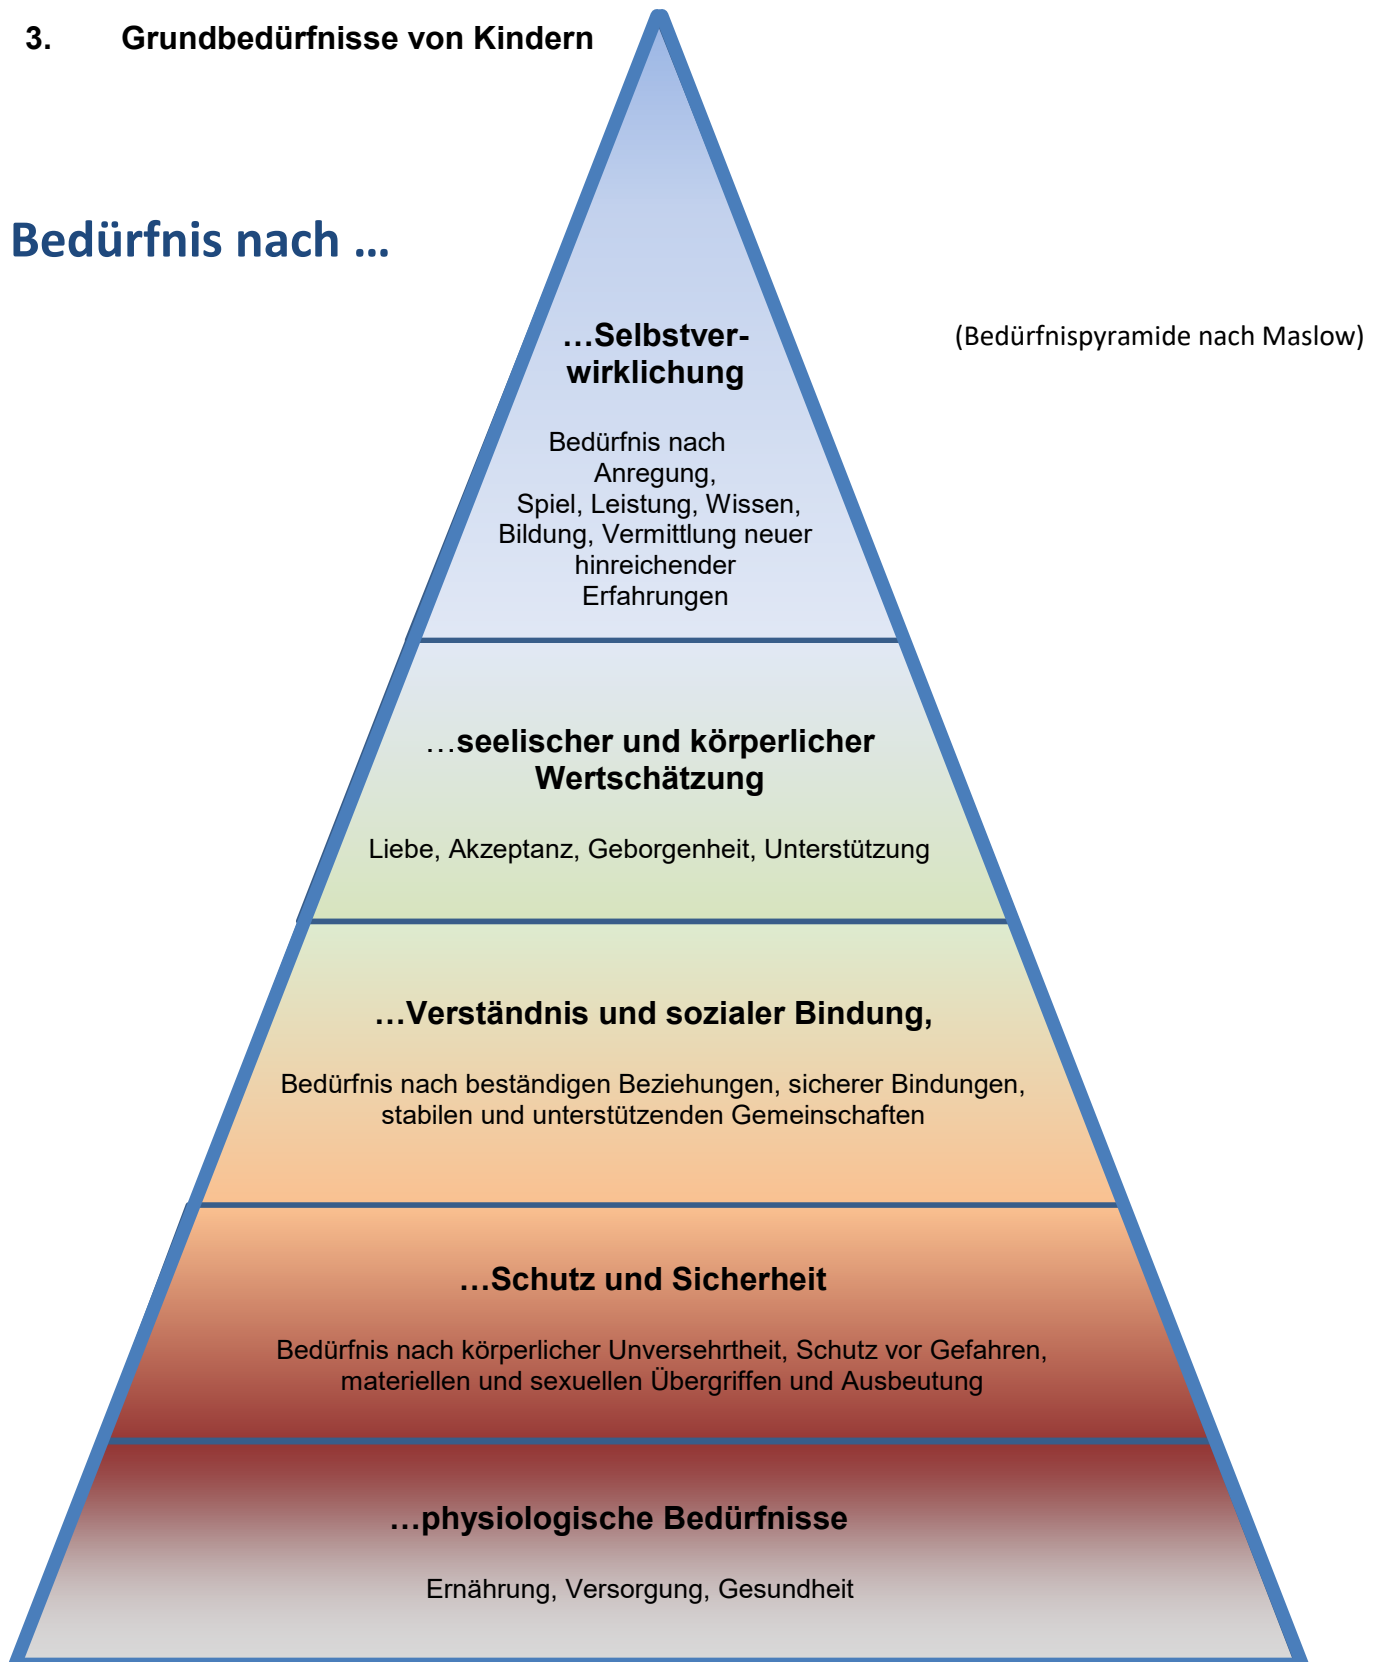 3. Grundbedürfnisse von Kindern
Bedürfnis nach ...
…Selbstver-
wirklichung
(Bedürfnispyramide nach Maslow)
Bedürfnis nach
Anregung,
Spiel, Leistung, Wissen,
Bildung, Vermittlung neuer
hinreichender
Erfahrungen
…seelischer und körperlicher
Wertschätzung
Liebe, Akzeptanz, Geborgenheit, Unterstützung
…Verständnis und sozialer Bindung,
Bedürfnis nach beständigen Beziehungen, sicherer Bindungen,
stabilen und unterstützenden Gemeinschaften
…Schutz und Sicherheit
Bedürfnis nach körperlicher Unversehrtheit, Schutz vor Gefahren,
materiellen und sexuellen Übergriffen und Ausbeutung
…physiologische Bedürfnisse
Ernährung, Versorgung, Gesundheit